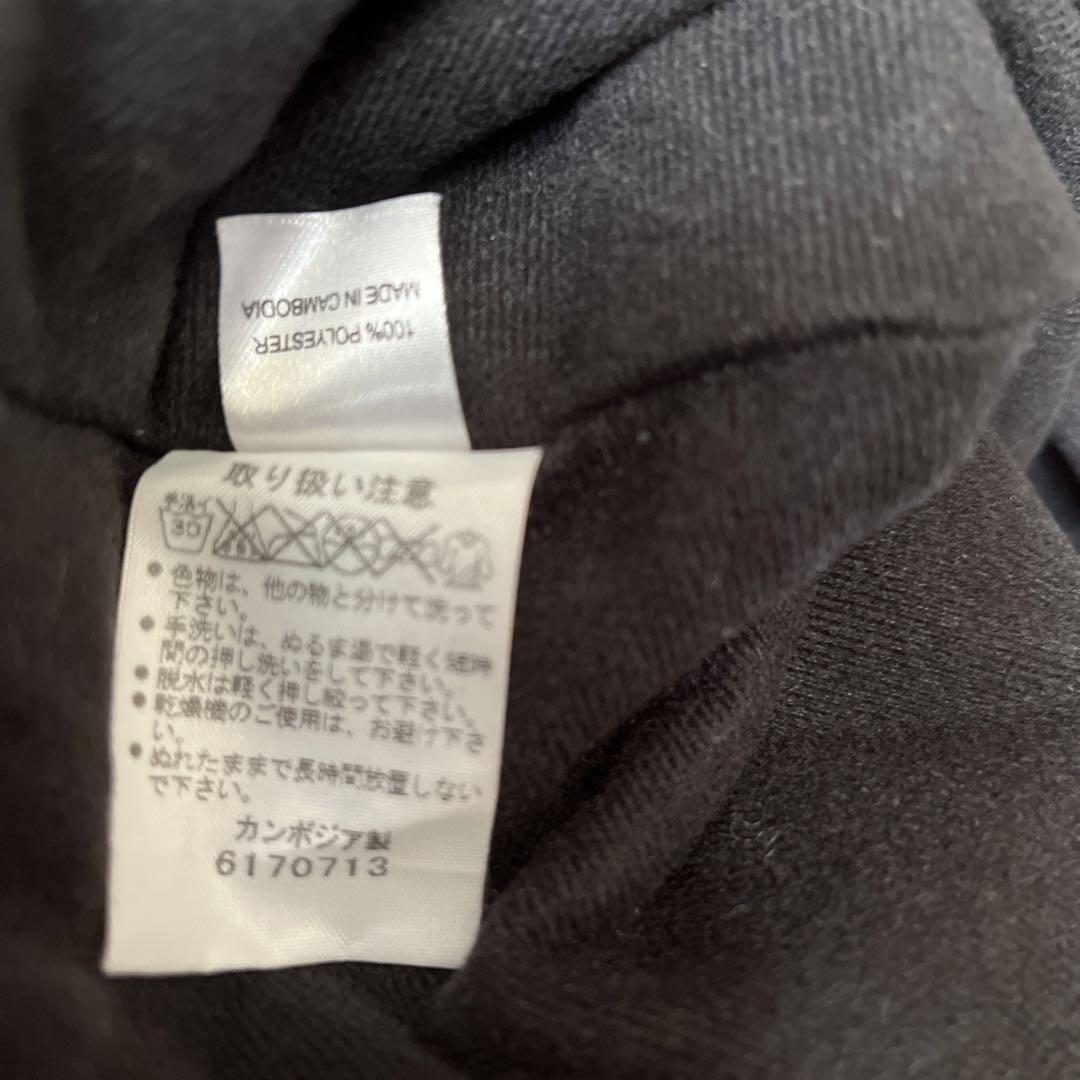 100% POLYESTER
MADE IN CAMBODIA
取り扱い注意
手洗イ
30
● 色物は、他の物と分けて洗って
下さい。
● 手洗いは、ぬるま湯で軽く短時
間の押し洗いをして下さい。
● 脱水は軽く押し絞って下さい。
● 乾燥機のご使用は、お避け下さ
い。
● ぬれたままで長時間放置しない
で下さい。
カンボジア製
6170713